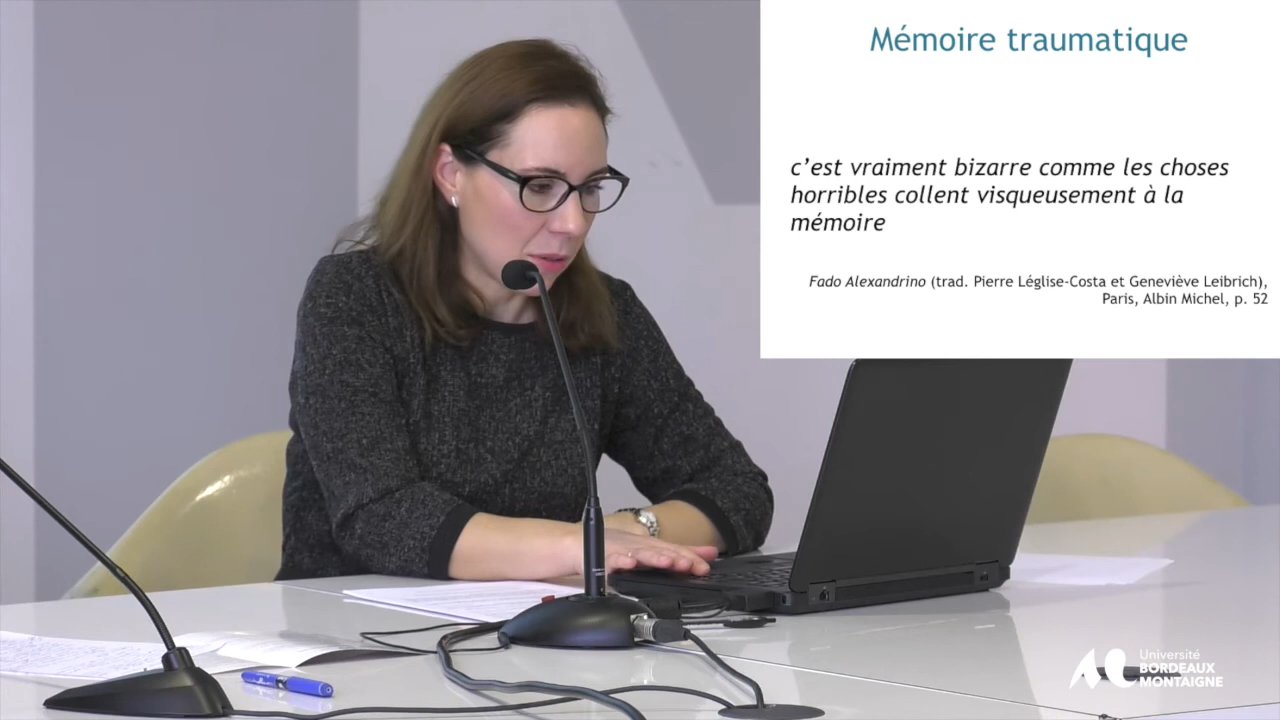 Mémoire traumatique
c’est vraiment bizarre comme les choses
horribles collent visqueusement à la
mémoire
Fado Alexandrino (trad. Pierre Léglise-Costa et Geneviève Leibrich),
Paris, Albin Michel, p. 52
Université
BORDEAUX
MONTAIGNE